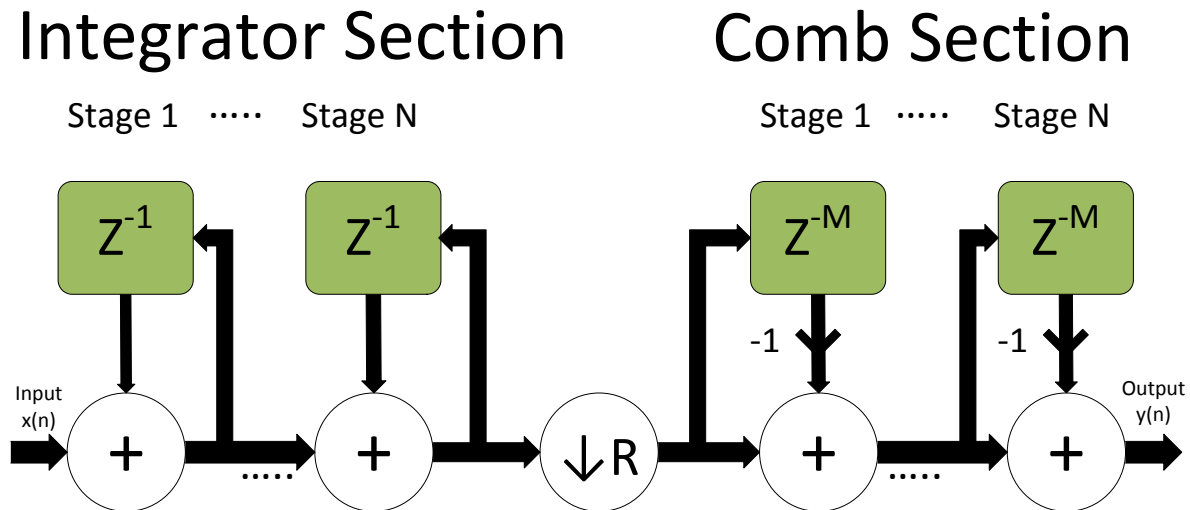 Integrator Section
Comb Section
Stage 1 ..... Stage N
Stage 1 ..... Stage N
Z⁻¹
Z⁻¹
Z⁻ᴹ
Z⁻ᴹ
-1
-1
Input
x(n)
+
+
↓R
+
+
Output
y(n)
.....
.....